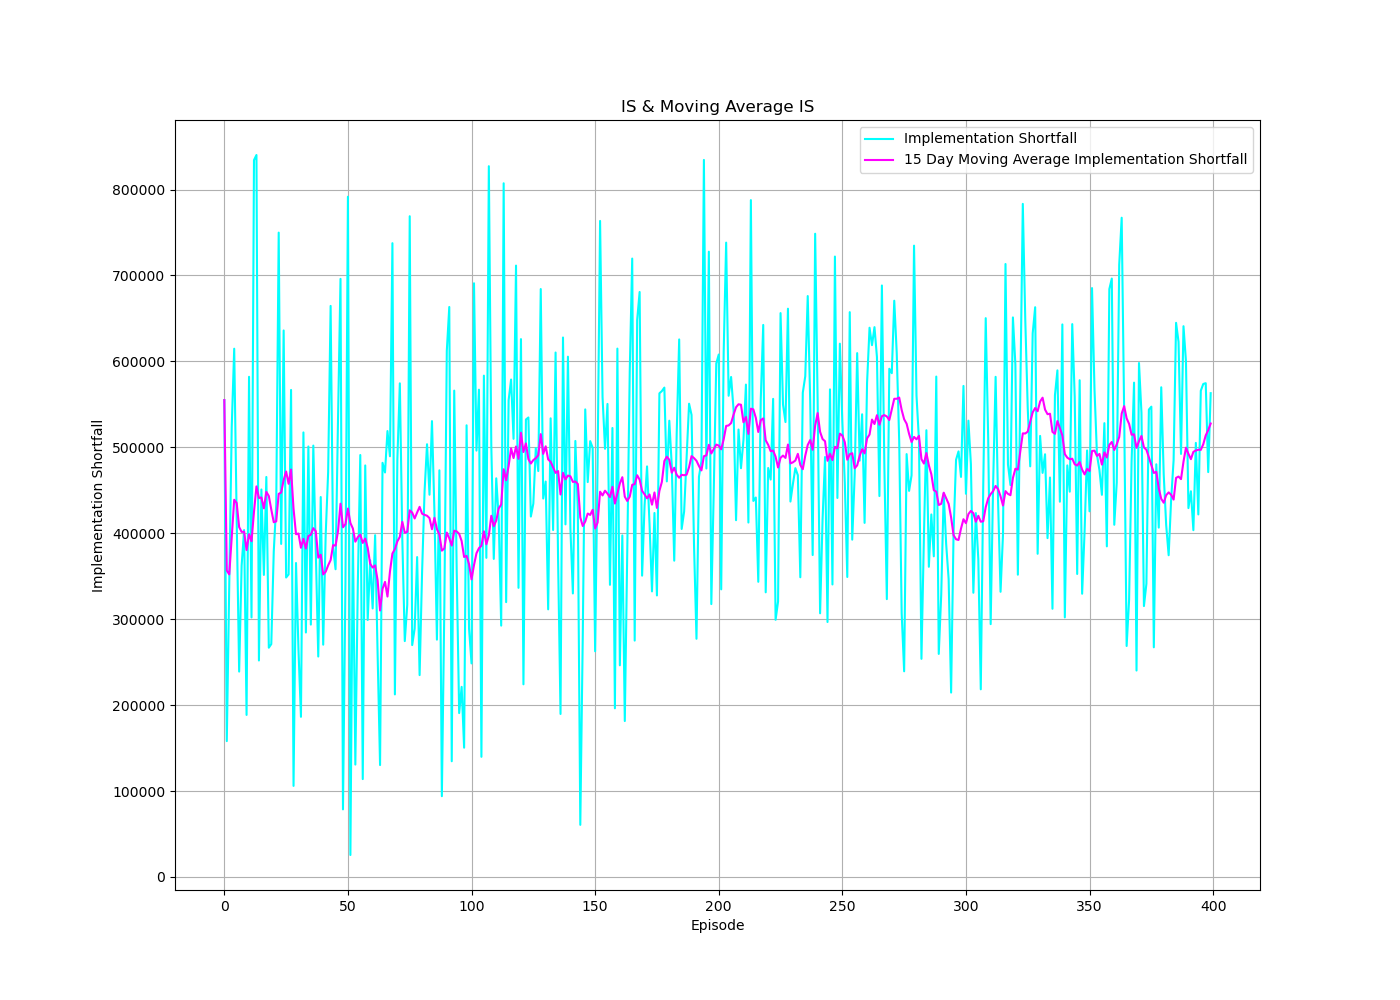 IS & Moving Average IS
Implementation Shortfall
15 Day Moving Average Implementation Shortfall
Implementation Shortfall
800000
700000
600000
500000
400000
300000
200000
100000
0
0 50 100 150 200 250 300 350 400
Episode